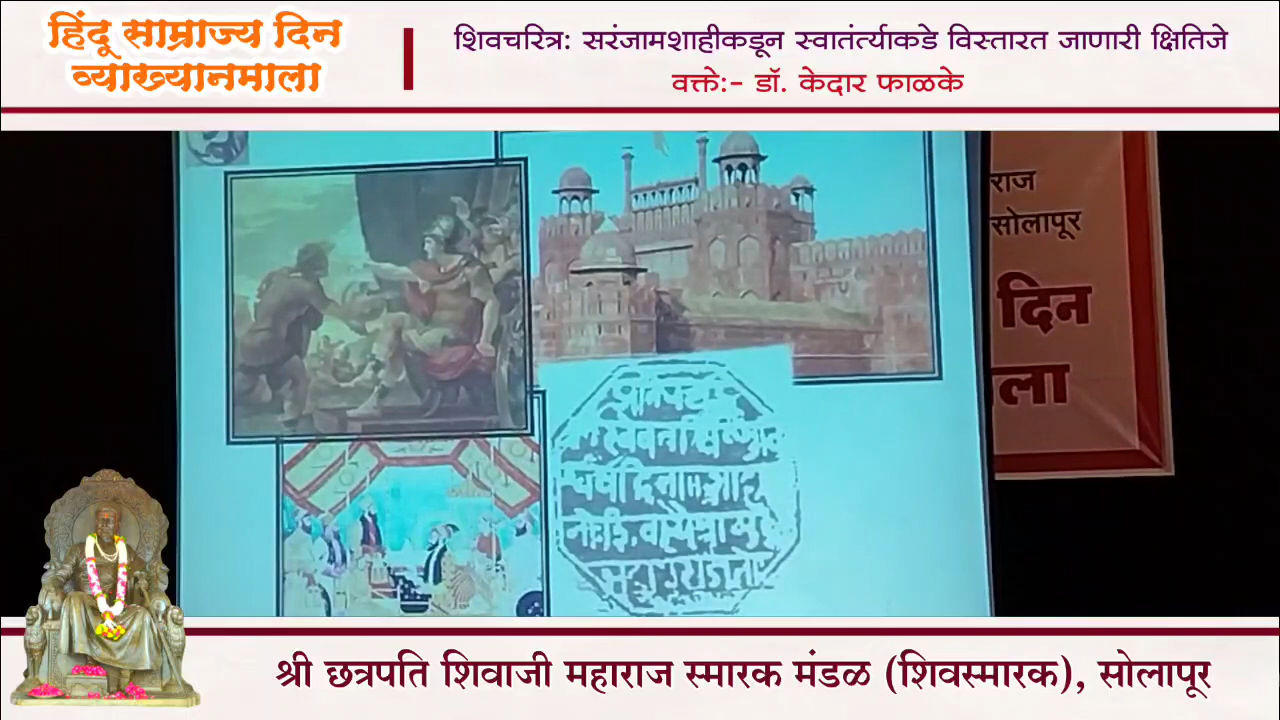 हिंदू साम्राज्य दिन
व्याख्यानमाला
शिवचरित्र: सरंजामशाहीकडून स्वातंर्त्याकडे विस्तारत जाणारी क्षितिजे
वक्ते:- डॉ. केदार फाळके
राज
सोलापूर
दिन
ला
श्री छत्रपति शिवाजी महाराज स्मारक मंडळ (शिवस्मारक), सोलापूर